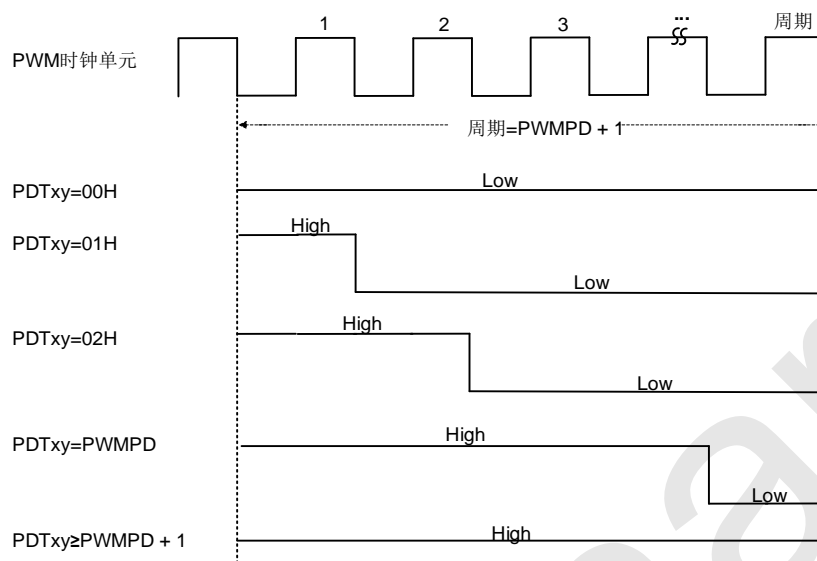 1 2 3 ... 周期
PWM时钟单元
周期=PWMPD + 1
PDTxy=00H Low
PDTxy=01H High Low
PDTxy=02H High Low
PDTxy=PWMPD High Low
PDTxy≥PWMPD + 1 High